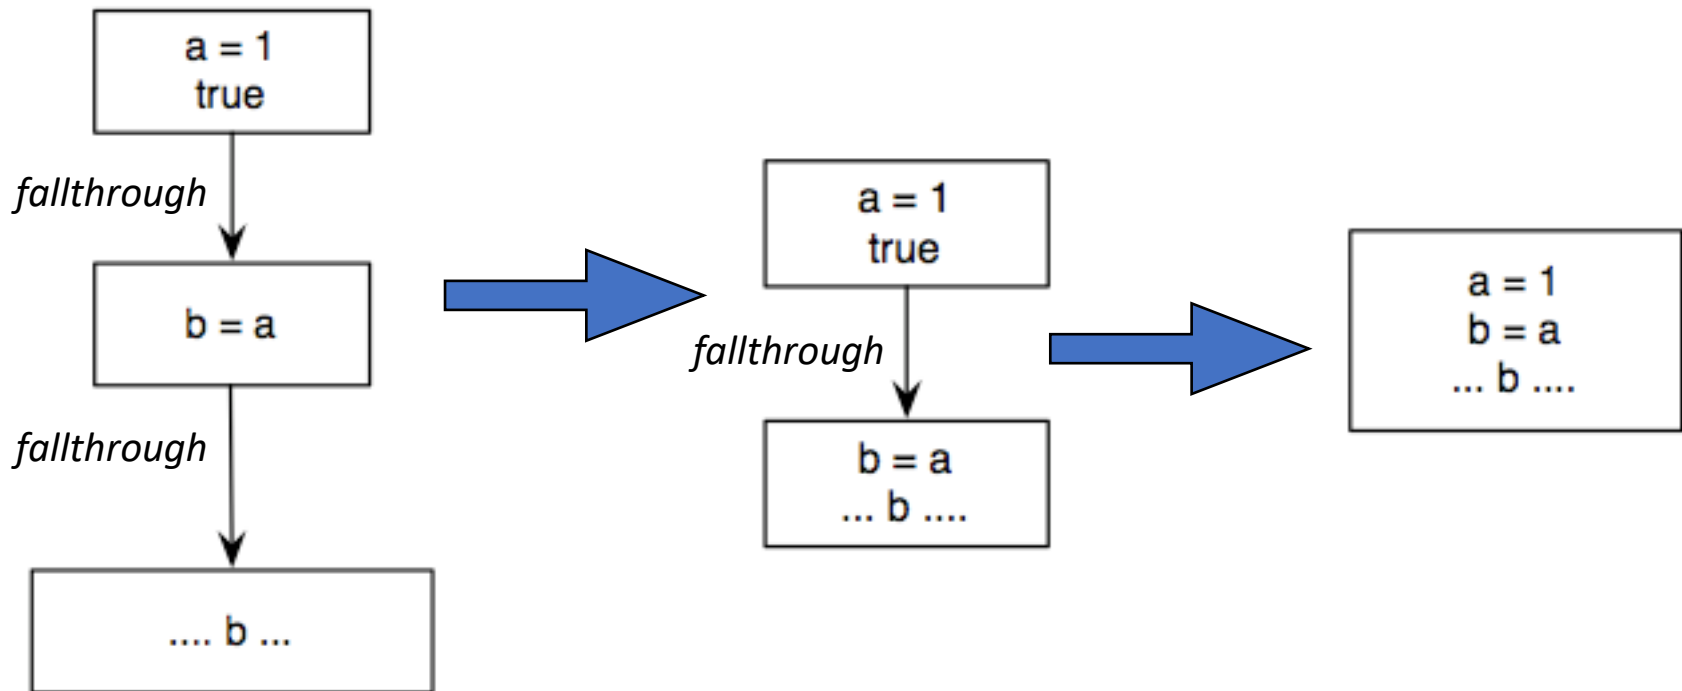 a = 1
true
fallthrough
b = a
fallthrough
.... b ...
a = 1
true
fallthrough
b = a
... b ....
a = 1
b = a
... b ....